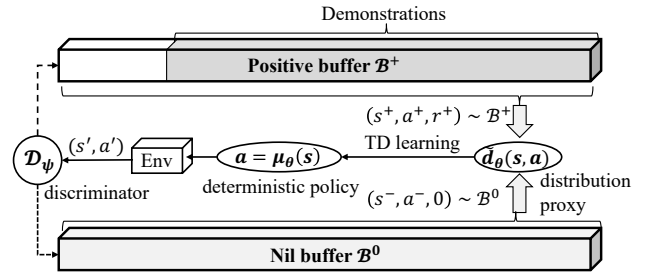 Demonstrations
Positive buffer 𝓑⁺
(s⁺, a⁺, r⁺) ~ 𝓑⁺
(s′, a′)
TD learning
𝓓_ψ
Env
a = μ_θ(s)
d̄_θ(s, a)
discriminator
deterministic policy
(s⁻, a⁻, 0) ~ 𝓑⁰
distribution
proxy
Nil buffer 𝓑⁰